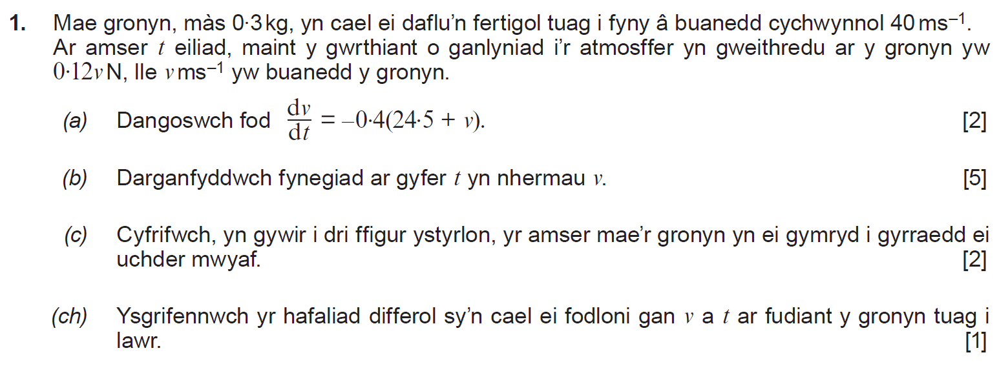 1. Mae gronyn, màs 0·3 kg, yn cael ei daflu’n fertigol tuag i fyny â buanedd cychwynnol 40 ms⁻¹.
Ar amser t eiliad, maint y gwrthiant o ganlyniad i’r atmosffer yn gweithredu ar y gronyn yw
0·12v N, lle v ms⁻¹ yw buanedd y gronyn.
(a) Dangoswch fod dv/dt = –0·4(24·5 + v). [2]
(b) Darganfyddwch fynegiad ar gyfer t yn nhermau v. [5]
(c) Cyfrifwch, yn gywir i dri ffigur ystyrlon, yr amser mae’r gronyn yn ei gymryd i gyrraedd ei
uchder mwyaf. [2]
(ch) Ysgrifennwch yr hafaliad differol sy’n cael ei fodloni gan v a t ar fudiant y gronyn tuag i
lawr. [1]